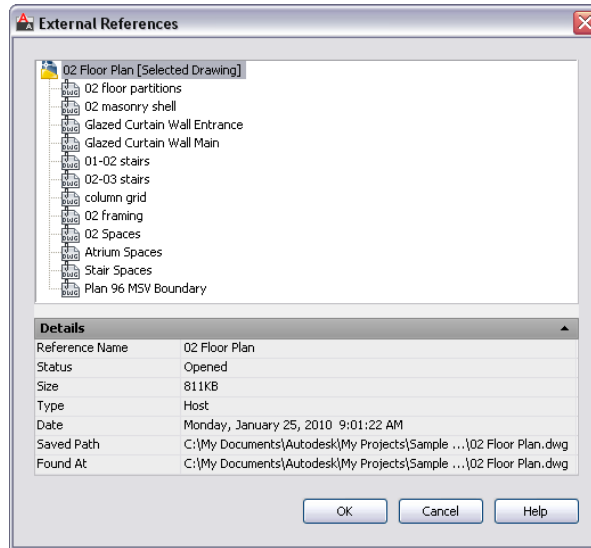 External References
02 Floor Plan [Selected Drawing]
02 floor partitions
02 masonry shell
Glazed Curtain Wall Entrance
Glazed Curtain Wall Main
01-02 stairs
02-03 stairs
column grid
02 framing
02 Spaces
Atrium Spaces
Stair Spaces
Plan 96 MSV Boundary
Details
Reference Name 02 Floor Plan
Status Opened
Size 811KB
Type Host
Date Monday, January 25, 2010 9:01:22 AM
Saved Path C:\My Documents\Autodesk\My Projects\Sample ...\02 Floor Plan.dwg
Found At C:\My Documents\Autodesk\My Projects\Sample ...\02 Floor Plan.dwg
OK Cancel Help